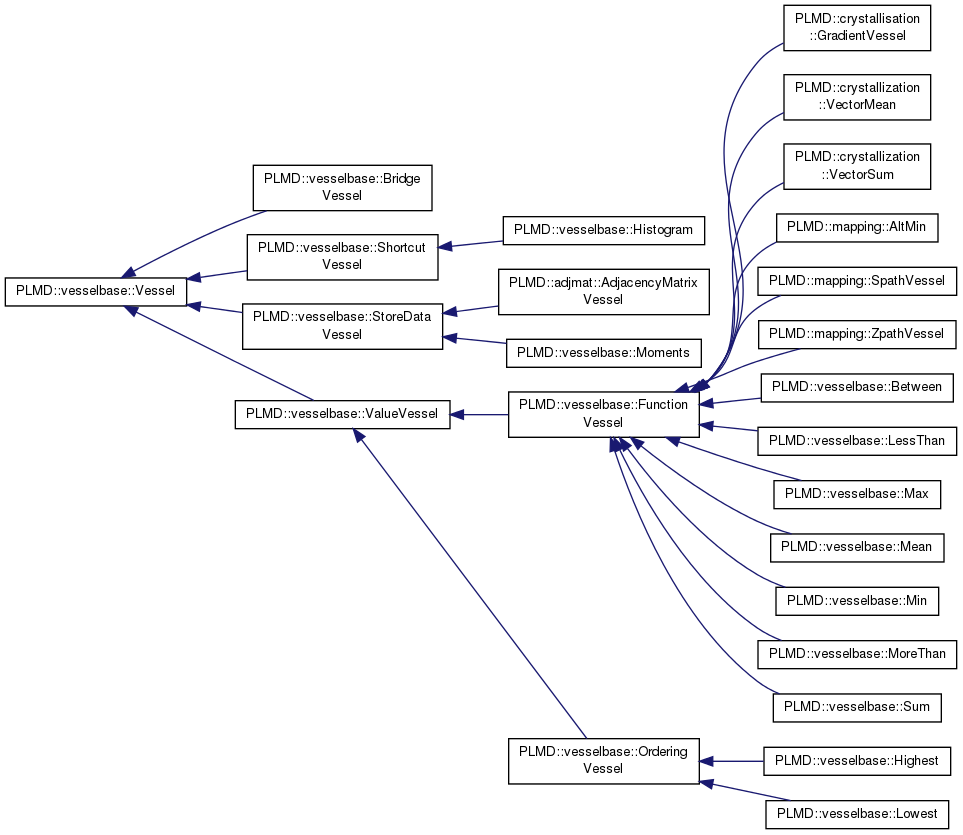 PLMD::vesselbase::Vessel
PLMD::vesselbase::Bridge
Vessel
PLMD::vesselbase::Shortcut
Vessel
PLMD::vesselbase::StoreData
Vessel
PLMD::vesselbase::ValueVessel
PLMD::vesselbase::Histogram
PLMD::adjmat::AdjacencyMatrix
Vessel
PLMD::vesselbase::Moments
PLMD::vesselbase::Function
Vessel
PLMD::vesselbase::Ordering
Vessel
PLMD::crystallisation
::GradientVessel
PLMD::crystallization
::VectorMean
PLMD::crystallization
::VectorSum
PLMD::mapping::AltMin
PLMD::mapping::SpathVessel
PLMD::mapping::ZpathVessel
PLMD::vesselbase::Between
PLMD::vesselbase::LessThan
PLMD::vesselbase::Max
PLMD::vesselbase::Mean
PLMD::vesselbase::Min
PLMD::vesselbase::MoreThan
PLMD::vesselbase::Sum
PLMD::vesselbase::Highest
PLMD::vesselbase::Lowest